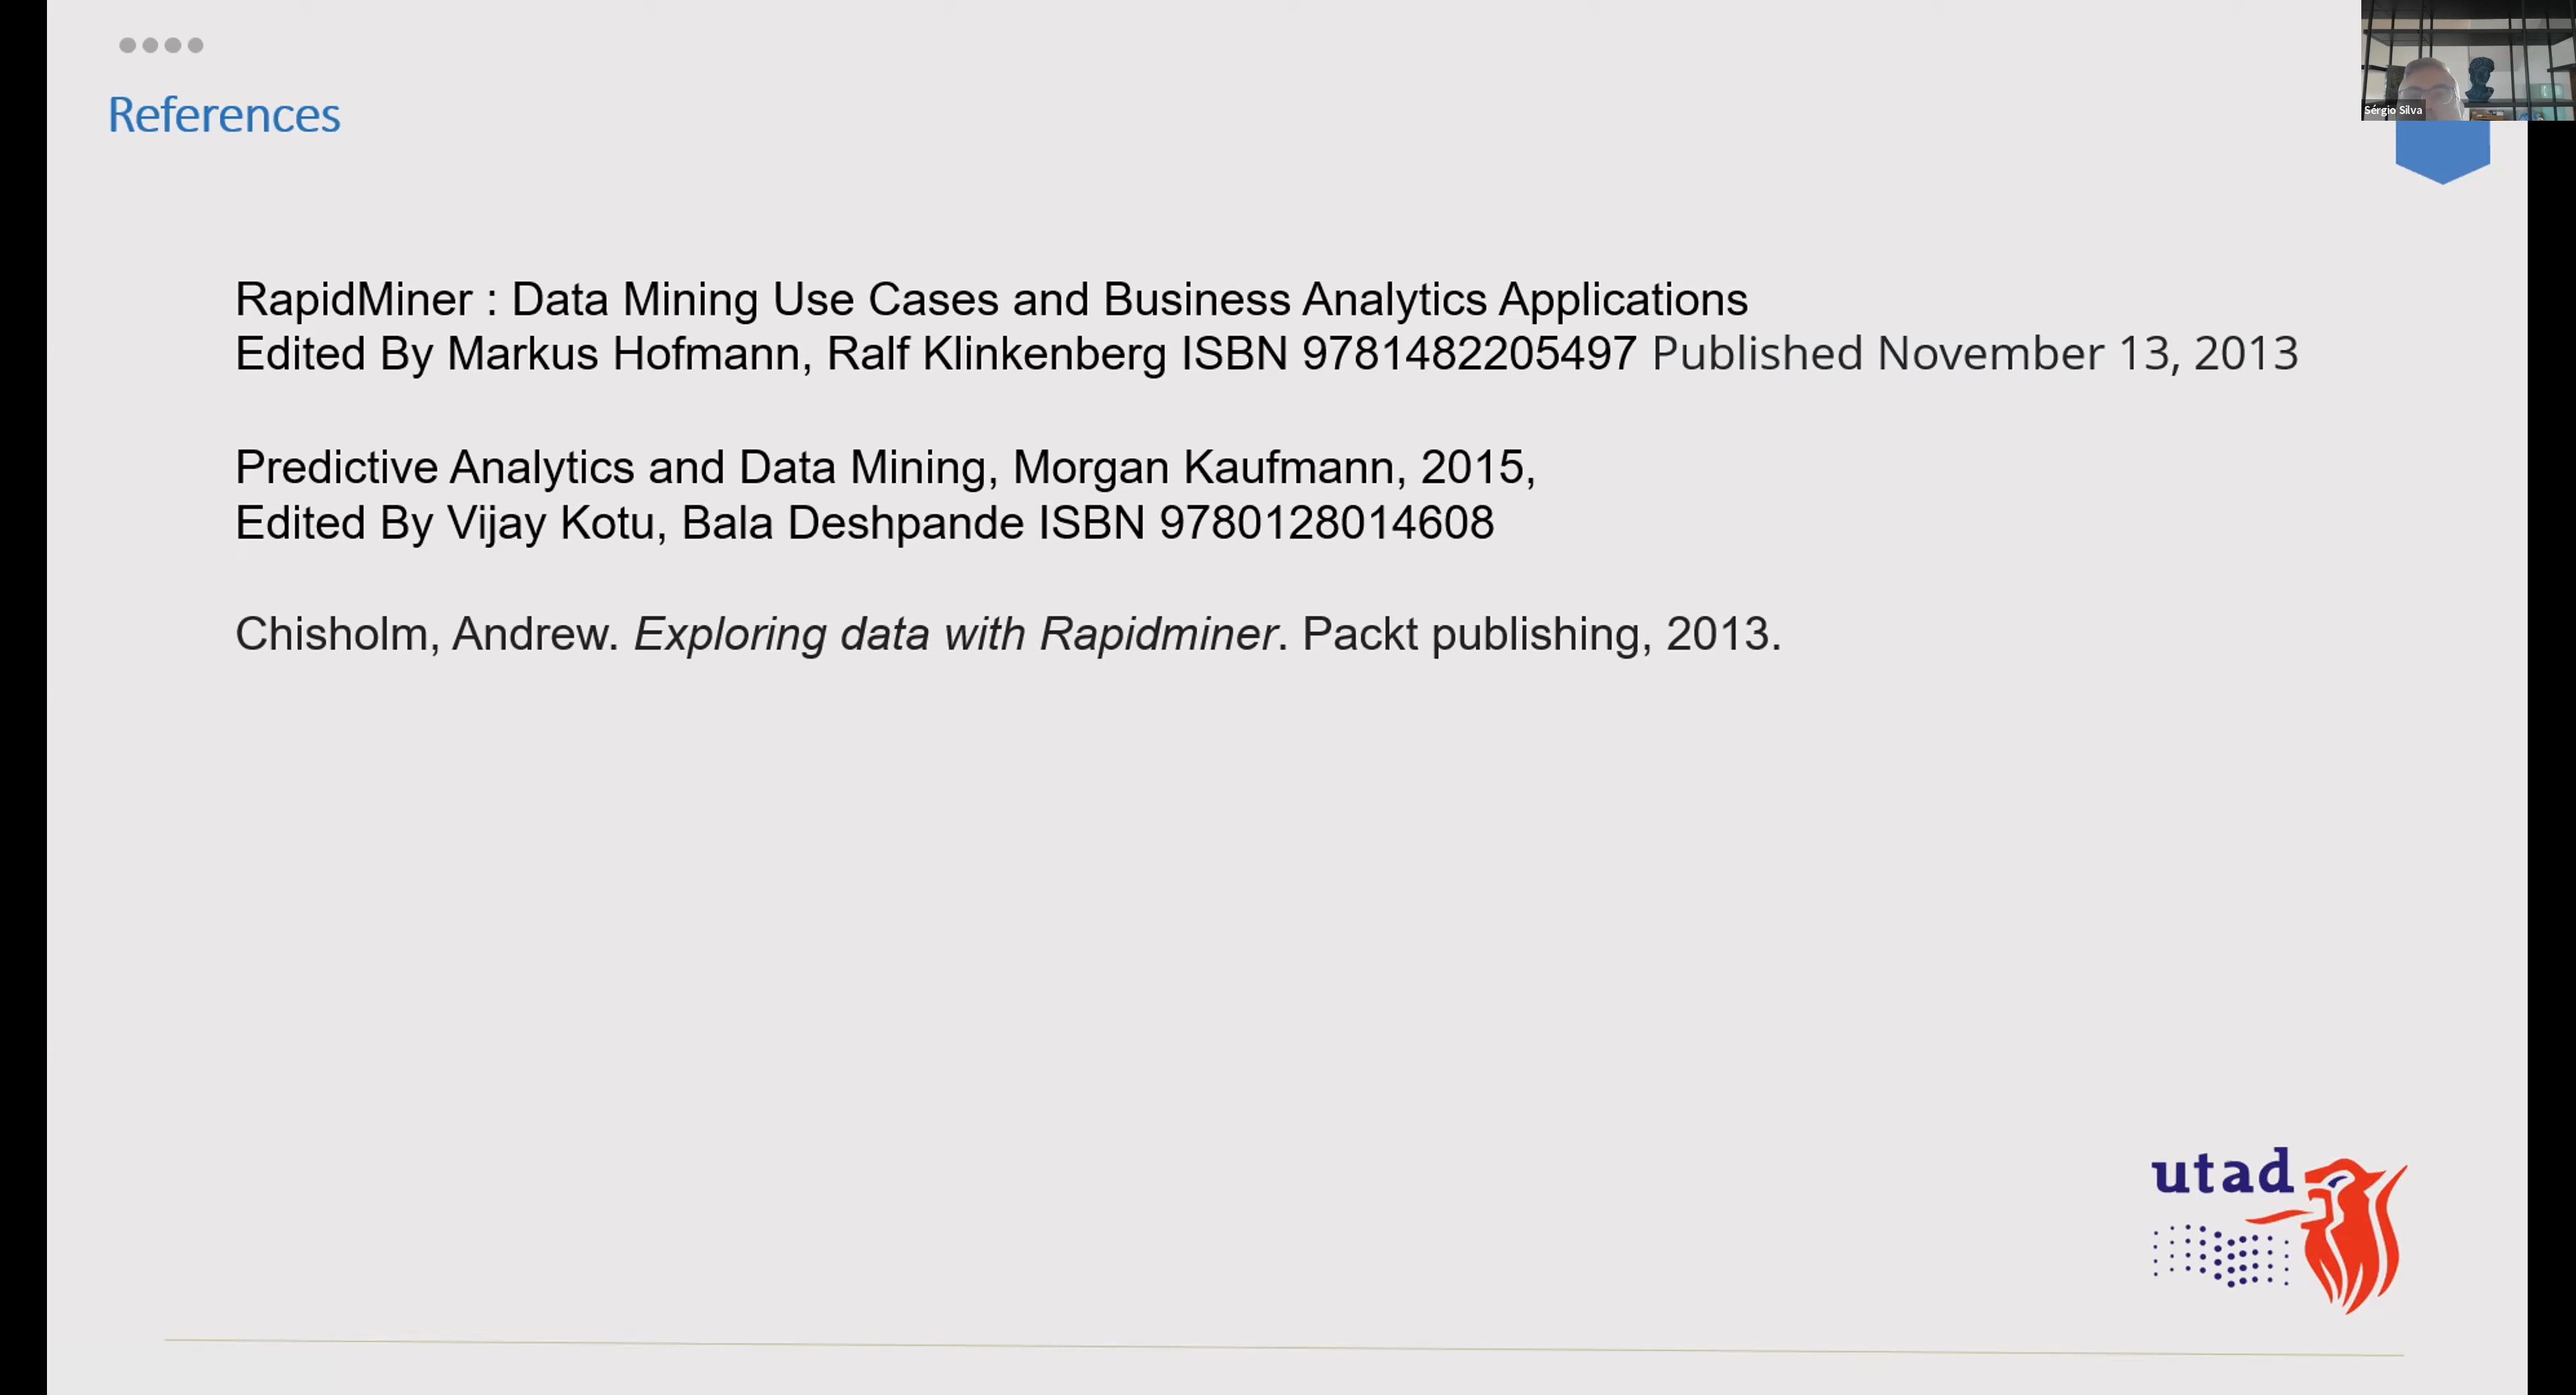 References
Sérgio Silva
RapidMiner : Data Mining Use Cases and Business Analytics Applications
Edited By Markus Hofmann, Ralf Klinkenberg ISBN 9781482205497 Published November 13, 2013
Predictive Analytics and Data Mining, Morgan Kaufmann, 2015,
Edited By Vijay Kotu, Bala Deshpande ISBN 9780128014608
Chisholm, Andrew. Exploring data with Rapidminer. Packt publishing, 2013.
utad